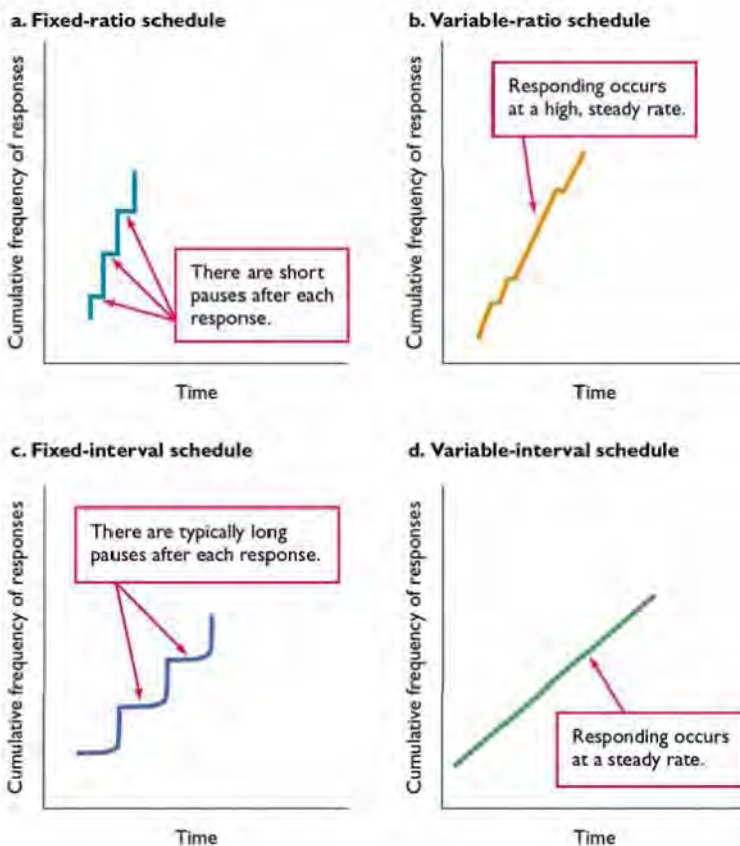 a. Fixed-ratio schedule
Cumulative frequency of responses
There are short
pauses after each
response.
Time
b. Variable-ratio schedule
Cumulative frequency of responses
Responding occurs
at a high, steady rate.
Time
c. Fixed-interval schedule
Cumulative frequency of responses
There are typically long
pauses after each response.
Time
d. Variable-interval schedule
Cumulative frequency of responses
Responding occurs
at a steady rate.
Time